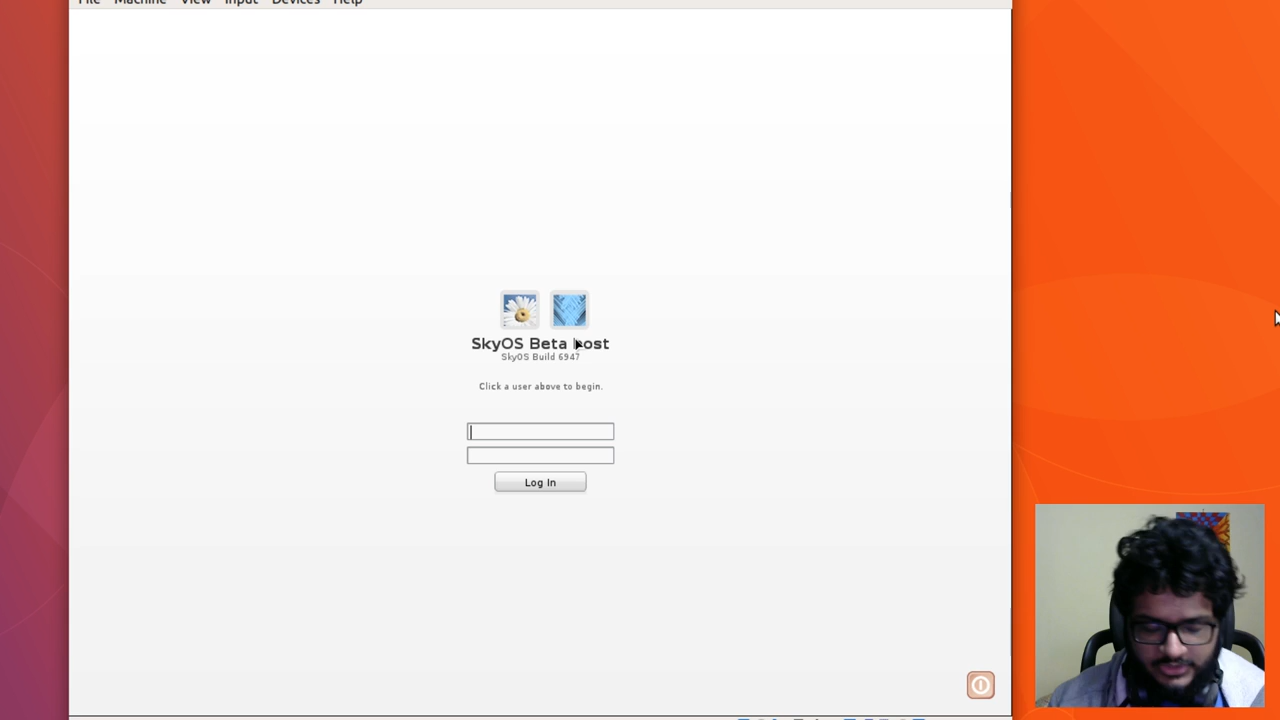 File Machine View Input Devices Help
SkyOS Beta Host
SkyOS Build 6947
Click a user above to begin.
Log In